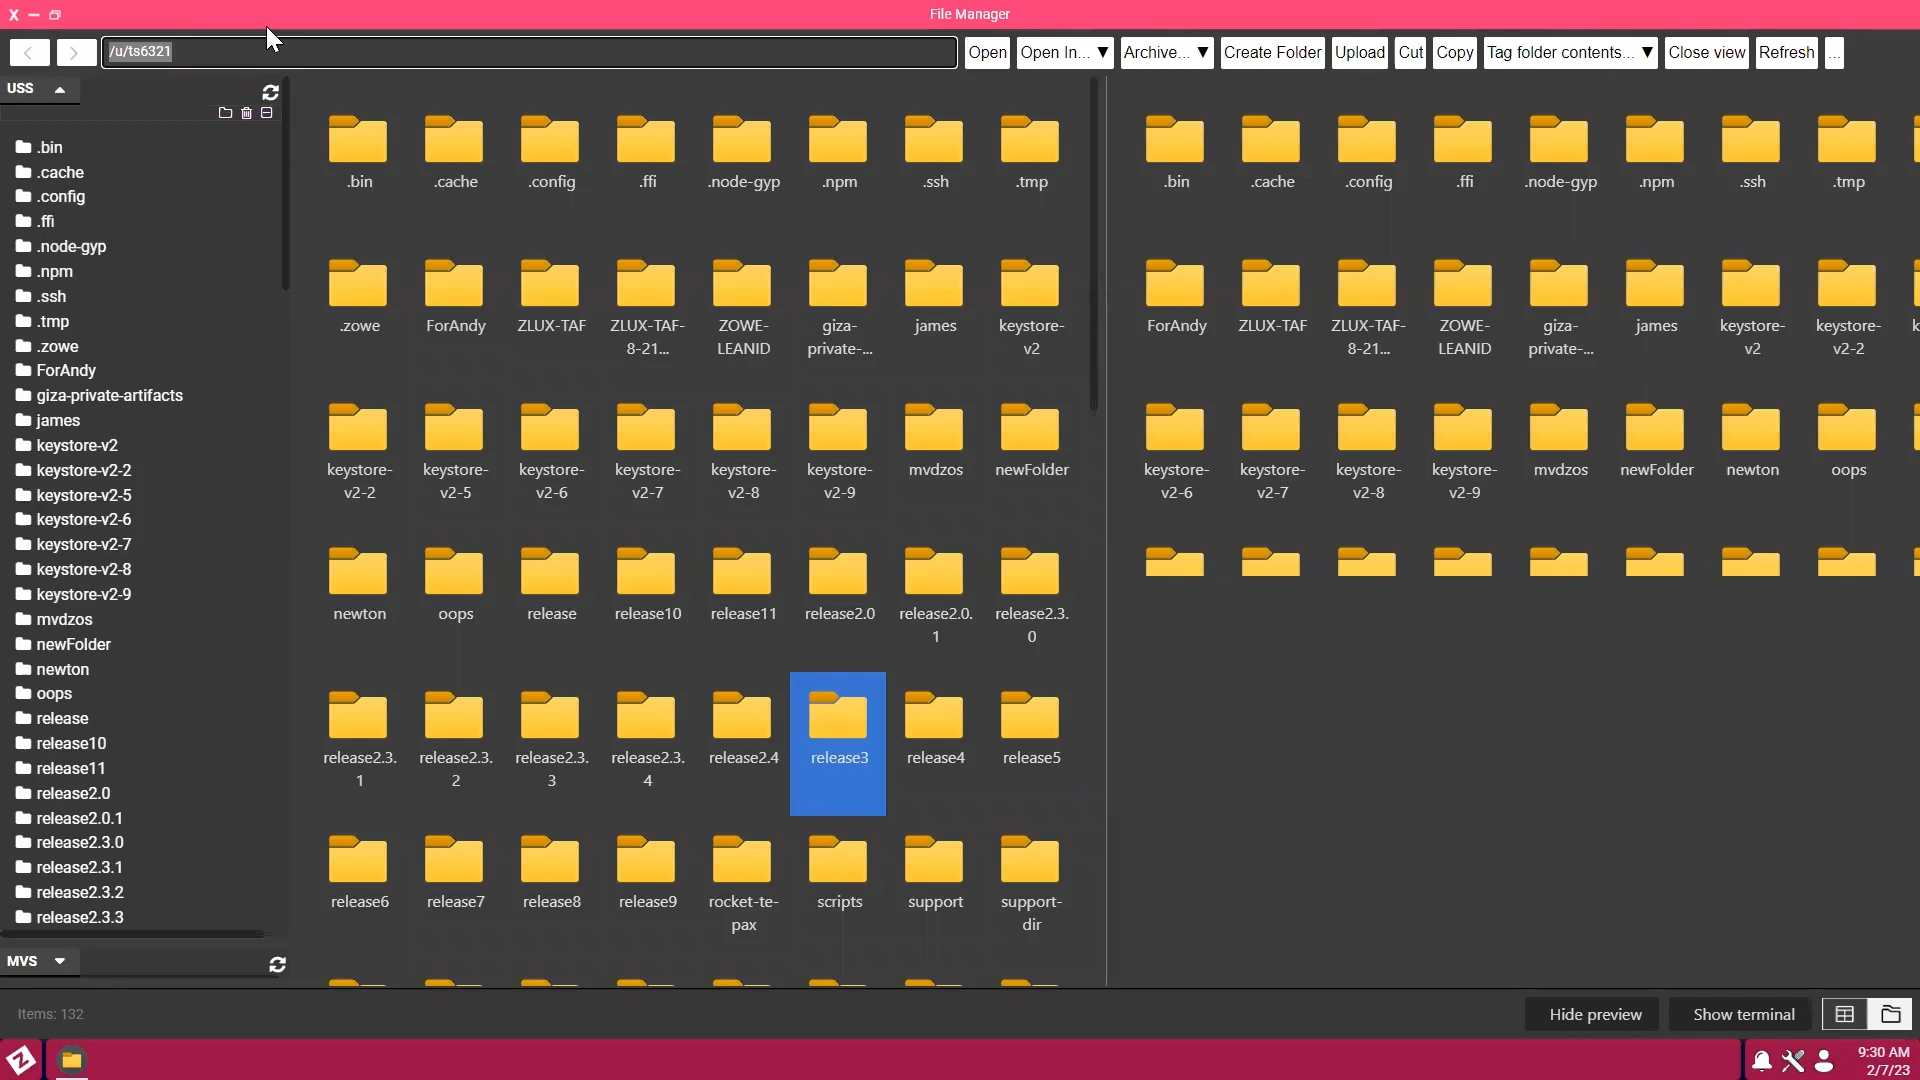 X
File Manager
/u/ts6321
Open
Open In... ▼
Archive... ▼
Create Folder
Upload
Cut
Copy
Tag folder contents... ▼
Close view
Refresh
...
USS
.bin
.cache
.config
.ffi
.node-gyp
.npm
.ssh
.tmp
.zowe
ForAndy
giza-private-artifacts
james
keystore-v2
keystore-v2-2
keystore-v2-5
keystore-v2-6
keystore-v2-7
keystore-v2-8
keystore-v2-9
mvdzos
newFolder
newton
oops
release
release10
release11
release2.0
release2.0.1
release2.3.0
release2.3.1
release2.3.2
release2.3.3
MVS
.bin
.cache
.config
.ffi
.node-gyp
.npm
.ssh
.tmp
.zowe
ForAndy
ZLUX-TAF
ZLUX-TAF-
8-21...
ZOWE-
LEANID
giza-
private-...
james
keystore-
v2
keystore-
v2-2
keystore-
v2-5
keystore-
v2-6
keystore-
v2-7
keystore-
v2-8
keystore-
v2-9
mvdzos
newFolder
newton
oops
release
release10
release11
release2.0
release2.0.
1
release2.3.
0
release2.3.
1
release2.3.
2
release2.3.
3
release2.3.
4
release2.4
release3
release4
release5
release6
release7
release8
release9
rocket-te-
pax
scripts
support
support-
dir
.bin
.cache
.config
.ffi
.node-gyp
.npm
.ssh
.tmp
ForAndy
ZLUX-TAF
ZLUX-TAF-
8-21...
ZOWE-
LEANID
giza-
private-...
james
keystore-
v2
keystore-
v2-2
keystore-
v2-6
keystore-
v2-7
keystore-
v2-8
keystore-
v2-9
mvdzos
newFolder
newton
oops
Items: 132
Hide preview
Show terminal
Z
9:30 AM
2/7/23